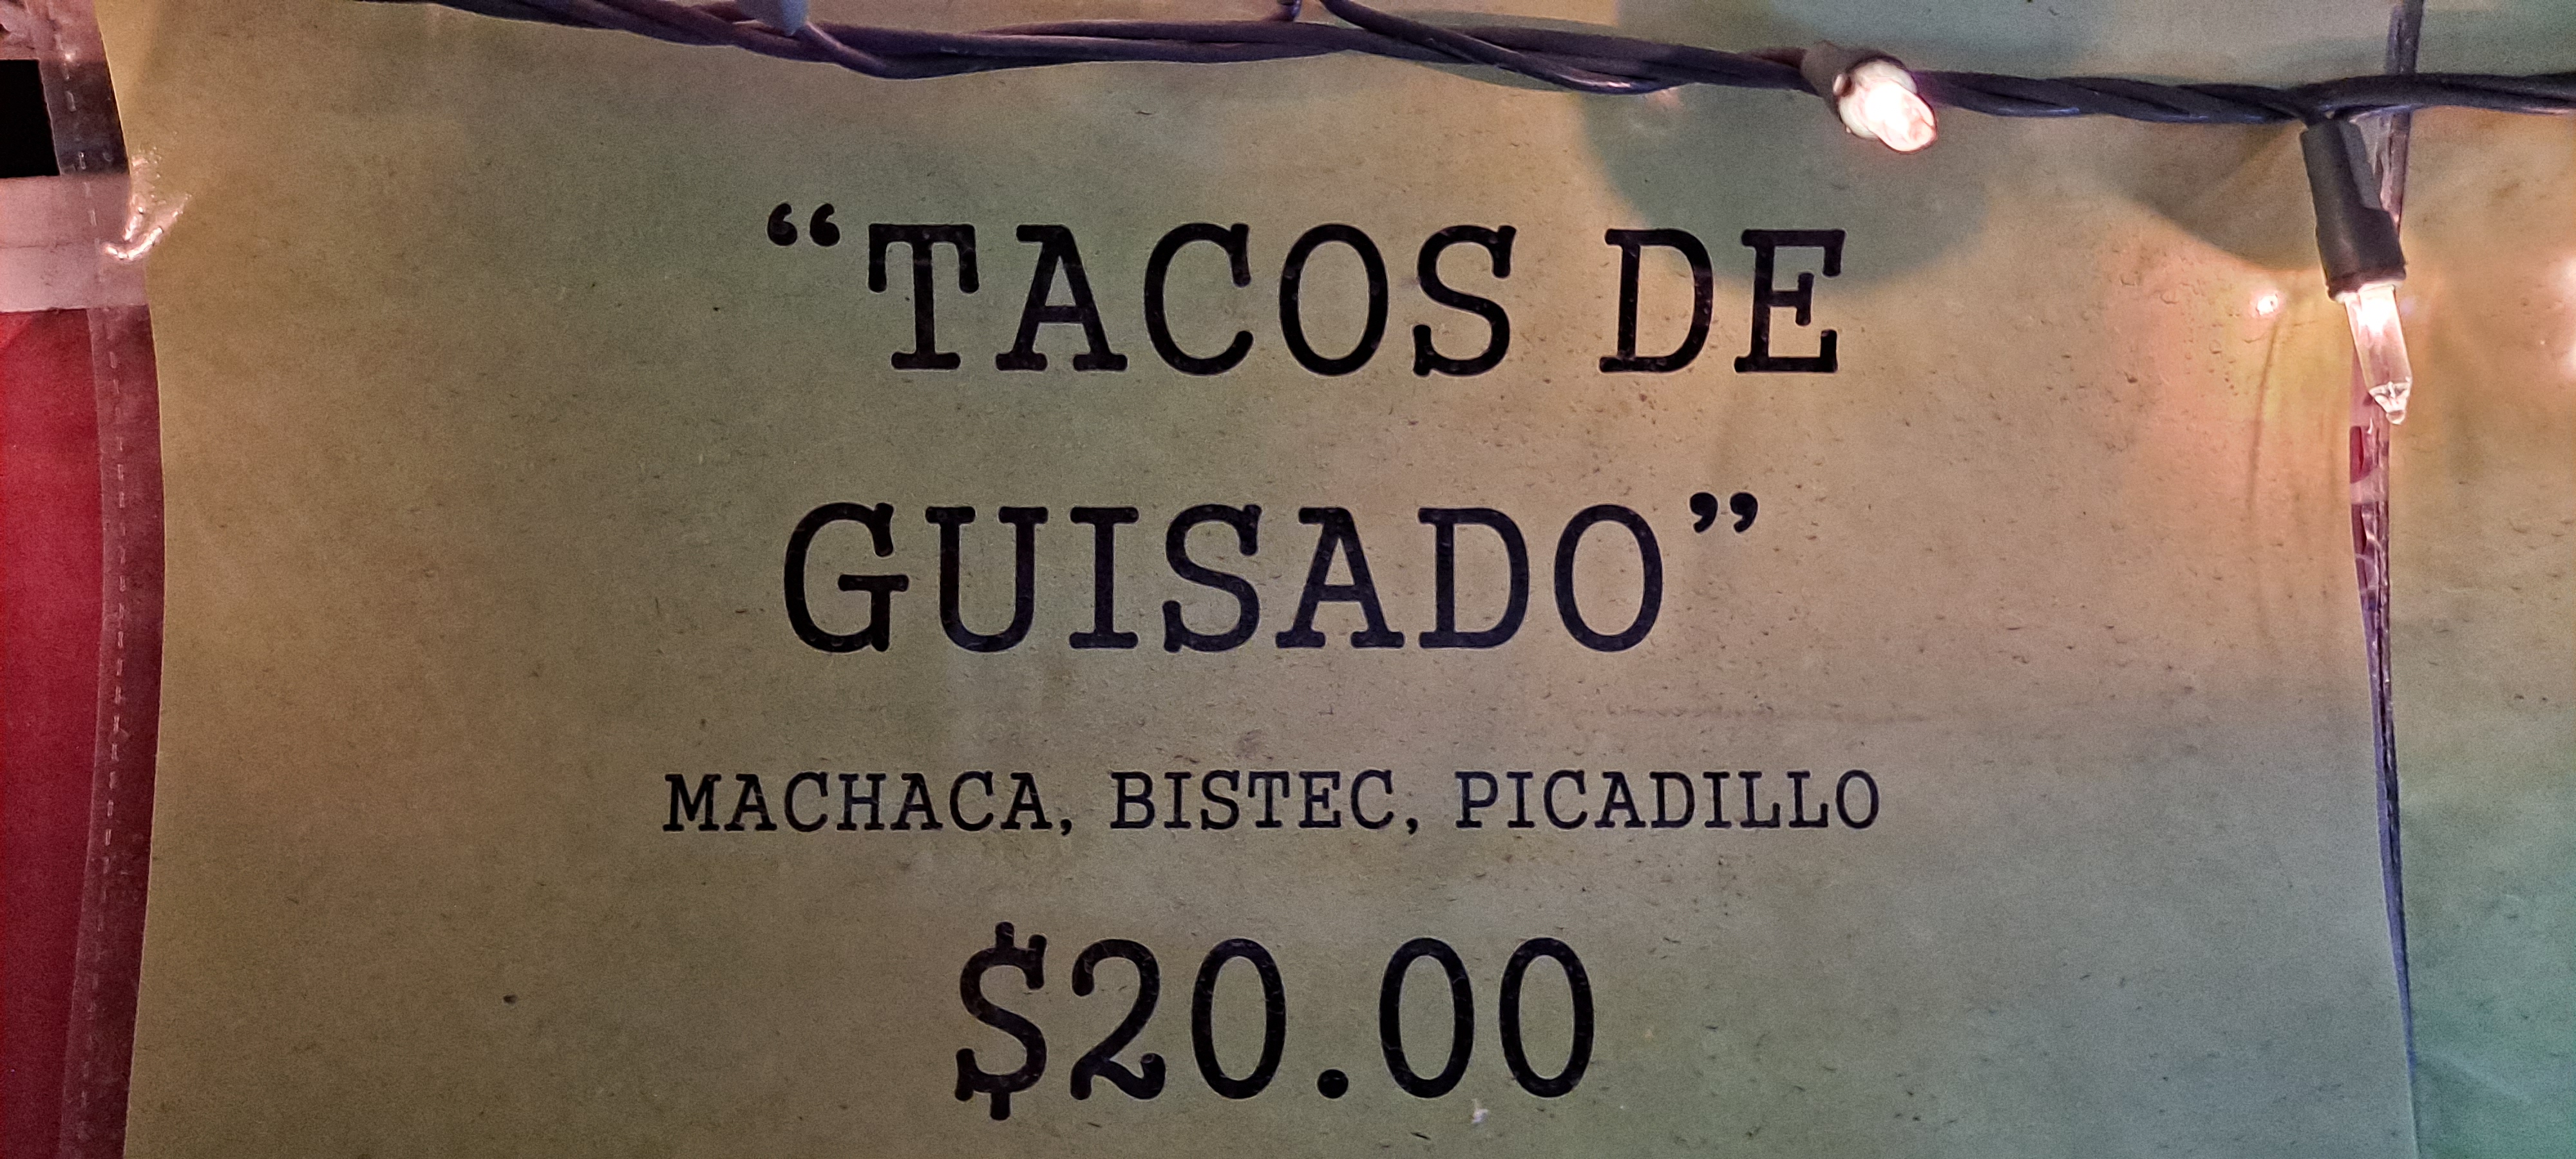 “TACOS DE
GUISADO”
MACHACA, BISTEC, PICADILLO
$20.00